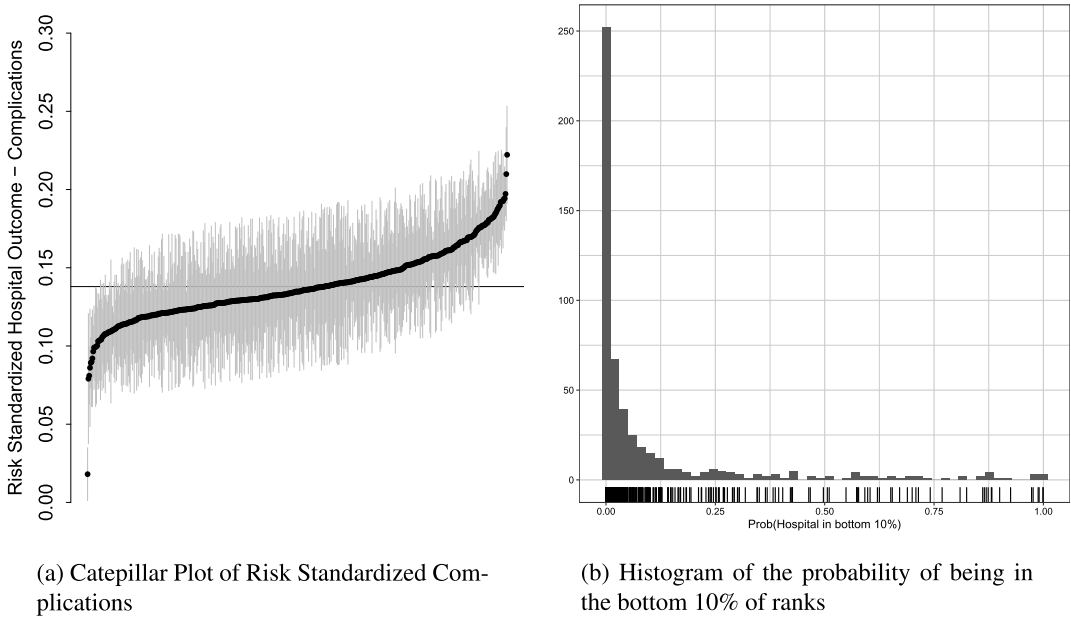 Risk Standardized Hospital Outcome − Complications
0.30
0.25
0.20
0.15
0.10
0.05
0.00
250
200
150
100
50
0
0.00 0.25 0.50 0.75 1.00
Prob(Hospital in bottom 10%)
(a) Catepillar Plot of Risk Standardized Com-
plications
(b) Histogram of the probability of being in
the bottom 10% of ranks